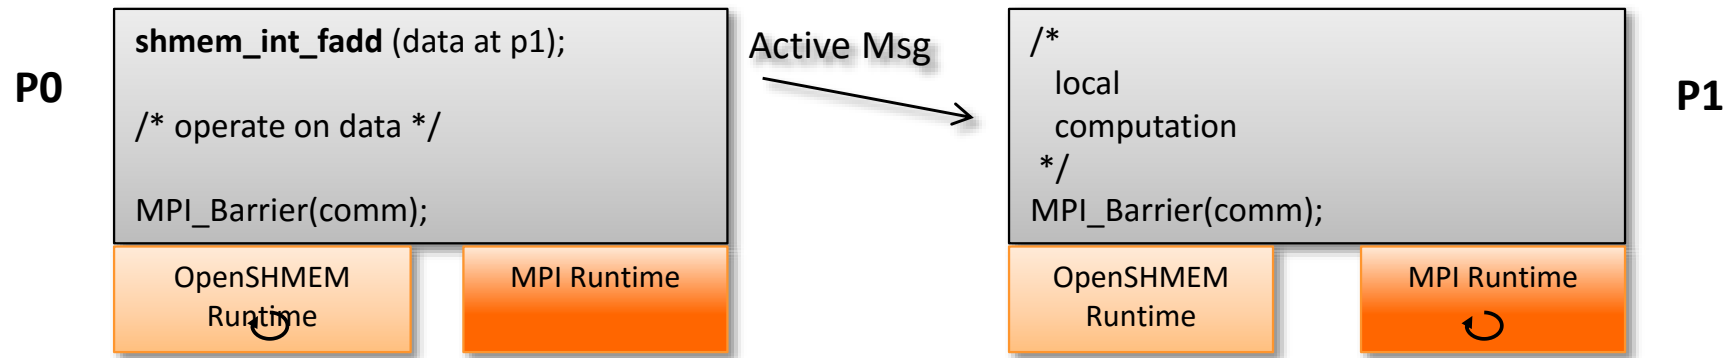 P0
shmem_int_fadd (data at p1);
/* operate on data */
MPI_Barrier(comm);
OpenSHMEM
Runtime
MPI Runtime
Active Msg
/*
local
computation
*/
MPI_Barrier(comm);
OpenSHMEM
Runtime
MPI Runtime
P1